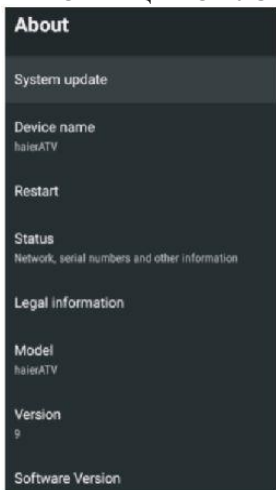 About
System update
Device name
haierATV
Restart
Status
Network, serial numbers and other information
Legal information
Model
haierATV
Version
9
Software Version